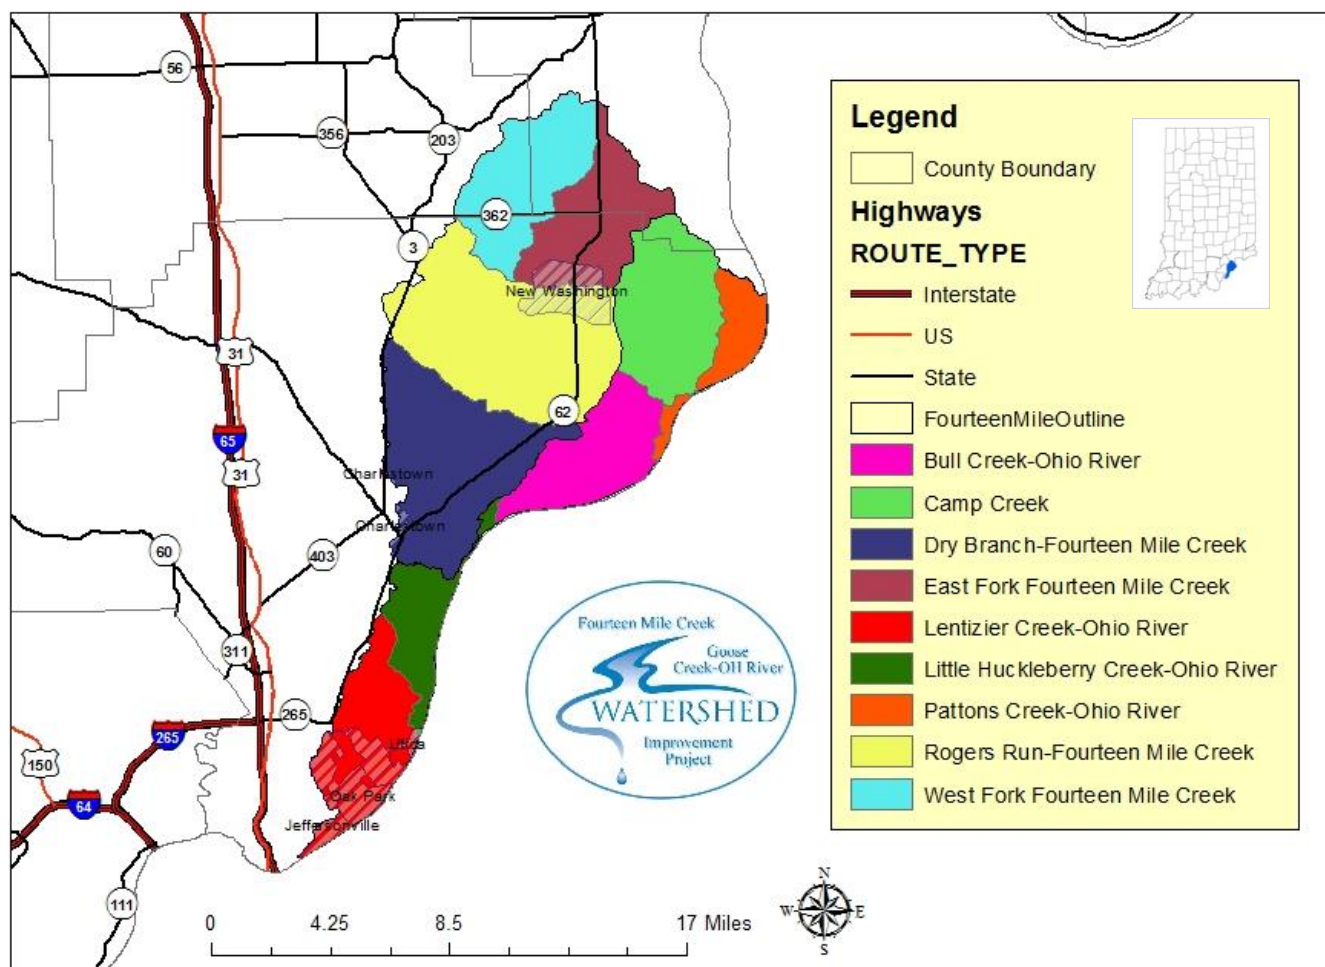 56
356
203
362
3
New Washington
31
62
65
31
Charlestown
Charlestown
403
60
311
265
265
150
64
Utica
Oak Park
Jeffersonville
111
Fourteen Mile Creek
Goose
Creek-OH River
WATERSHED
Improvement
Project
0 4.25 8.5 17 Miles
N
W E
S
Legend
County Boundary
Highways
ROUTE_TYPE
Interstate
US
State
FourteenMileOutline
Bull Creek-Ohio River
Camp Creek
Dry Branch-Fourteen Mile Creek
East Fork Fourteen Mile Creek
Lentizier Creek-Ohio River
Little Huckleberry Creek-Ohio River
Pattons Creek-Ohio River
Rogers Run-Fourteen Mile Creek
West Fork Fourteen Mile Creek